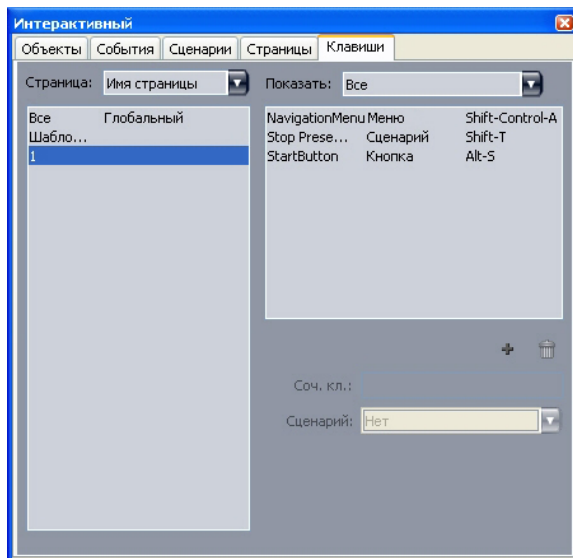 Интерактивный
Объекты События Сценарии Страницы Клавиши
Страница: Имя страницы Показать: Все
Все Глобальный
Шабло...
1
NavigationMenu Меню Shift-Control-A
Stop Prese... Сценарий Shift-T
StartButton Кнопка Alt-S
Соч. кл.:
Сценарий: Нет